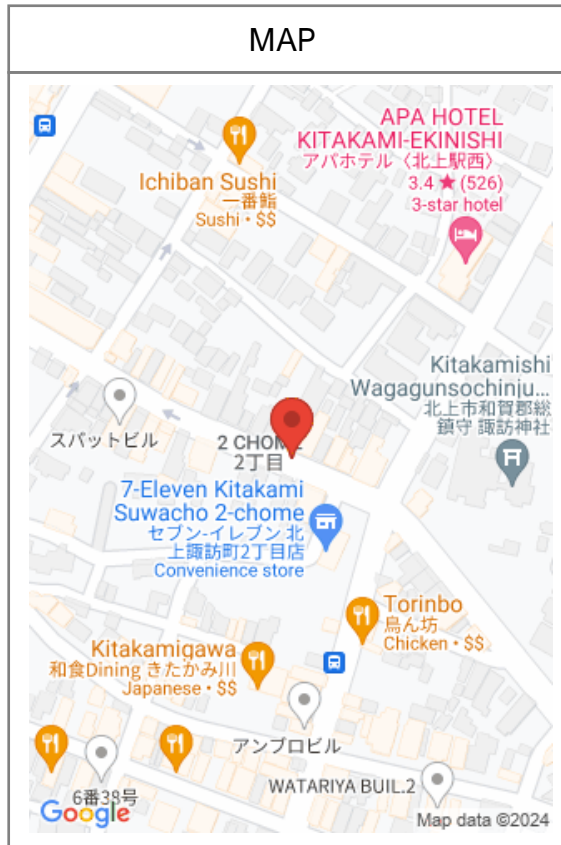 MAP
APA HOTEL
KITAKAMI-EKINISHI
アパホテル〈北上駅西〉
3.4 ★ (526)
3-star hotel
Ichiban Sushi
一番鮨
Sushi • $$
Kitakamishi
Wagagunsochinju...
北上市和賀郡総
鎮守 諏訪神社
スパットビル
2 CHOME
2丁目
7-Eleven Kitakami
Suwacho 2-chome
セブン-イレブン 北
上諏訪町2丁目店
Convenience store
Torinbo
鳥ん坊
Chicken • $$
Kitakamigawa
和食Dining きたかみ川
Japanese • $$
アンブロビル
WATARIYA BUIL.2
6番38号
Google
Map data ©2024